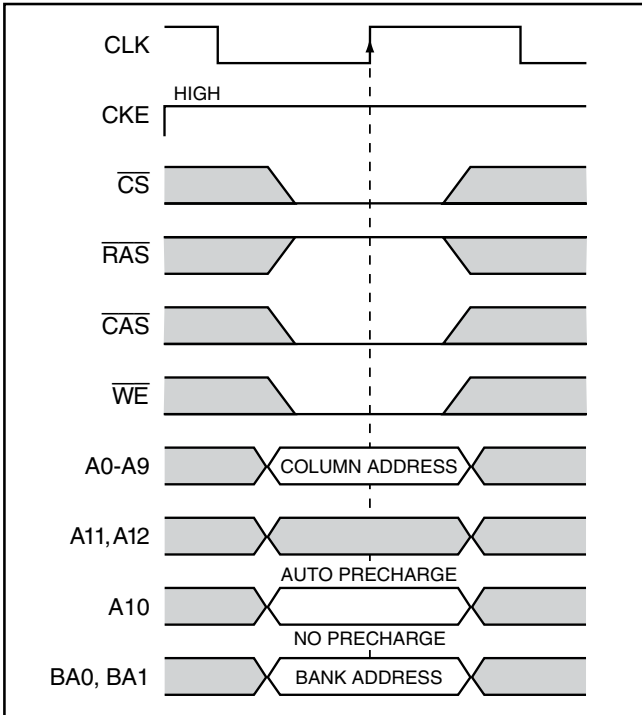 CLK
HIGH
CKE
CS
RAS
CAS
WE
A0-A9 COLUMN ADDRESS
A11, A12
AUTO PRECHARGE
A10
NO PRECHARGE
BA0, BA1 BANK ADDRESS